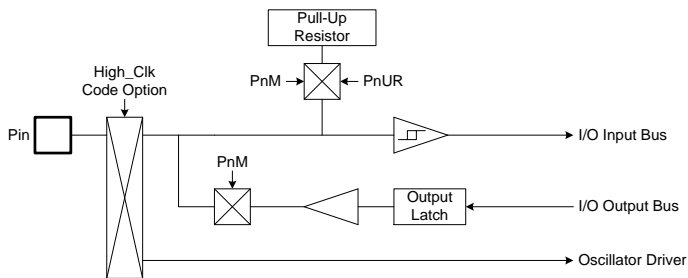 Pull-Up
Resistor
High_Clk
Code Option
PnM
PnUR
Pin
I/O Input Bus
PnM
Output
Latch
I/O Output Bus
Oscillator Driver